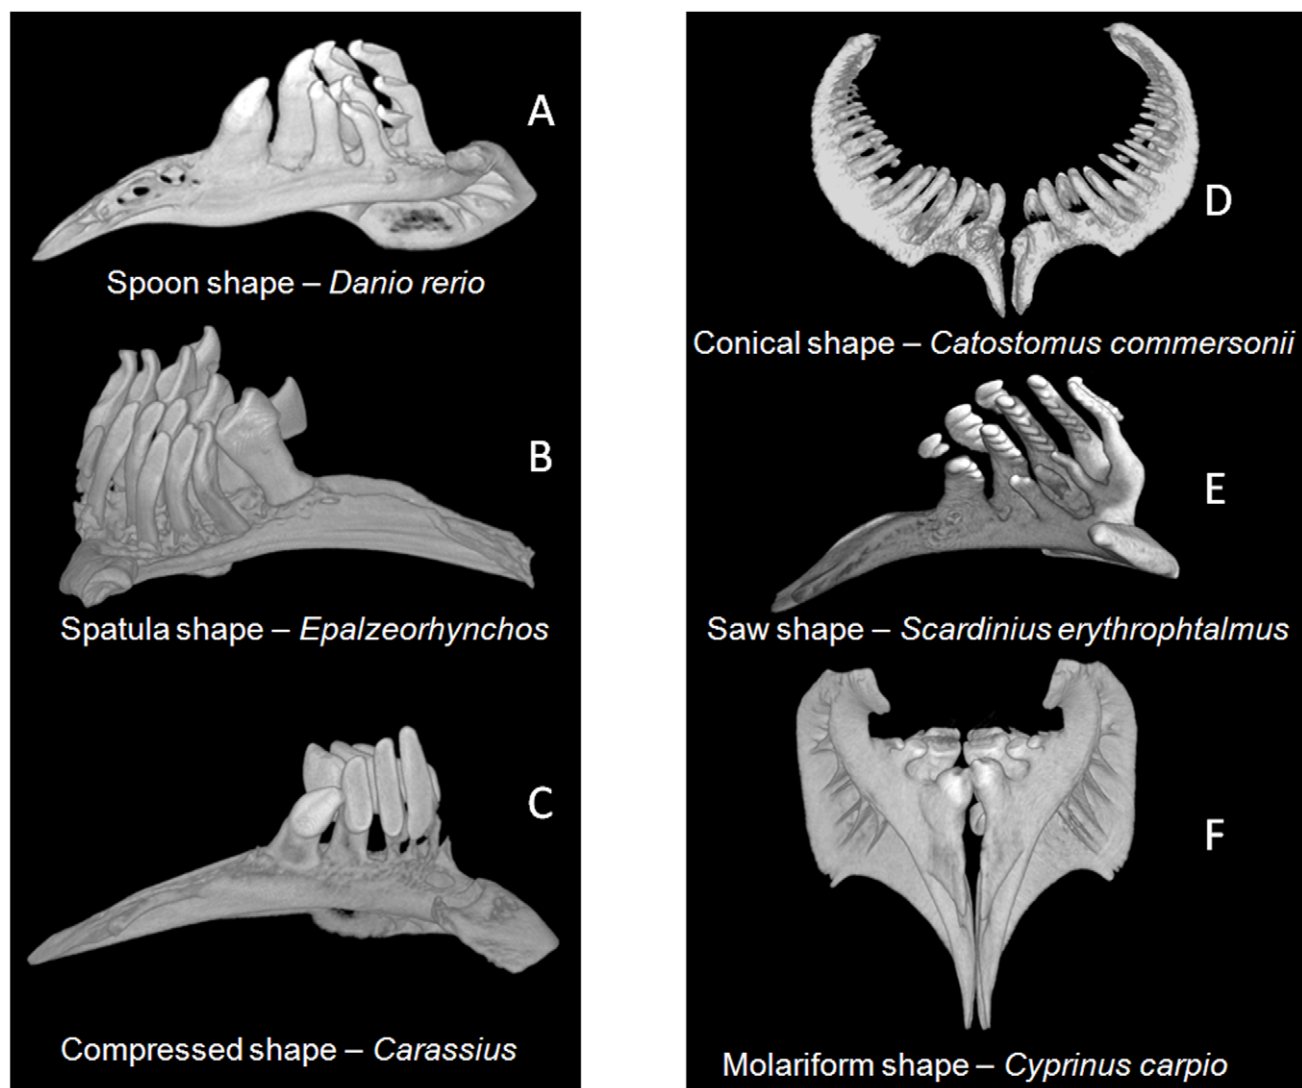 A
Spoon shape – Danio rerio
B
Spatula shape – Epalzeorhynchos
C
Compressed shape – Carassius
D
Conical shape – Catostomus commersonii
E
Saw shape – Scardinius erythrophtalmus
F
Molariform shape – Cyprinus carpio